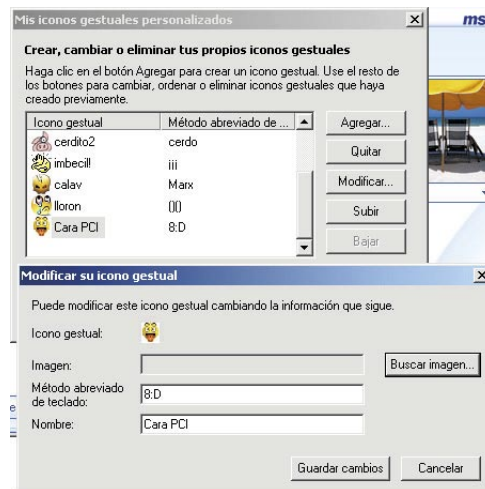 Mis iconos gestuales personalizados
ms
Crear, cambiar o eliminar tus propios iconos gestuales
Haga clic en el botón Agregar para crear un icono gestual. Use el resto de
los botones para cambiar, ordenar o eliminar iconos gestuales que haya
creado previamente.
Icono gestual Método abreviado de ...
cerdito2 cerdo
imbecil! iii
calav Marx
lloron ()()
Cara PCI 8:D
Agregar...
Quitar
Modificar...
Subir
Bajar
Modificar su icono gestual
Puede modificar este icono gestual cambiando la información que sigue.
Icono gestual:
Imagen: Buscar imagen...
Método abreviado
de teclado: 8:D
Nombre: Cara PCI
Guardar cambios Cancelar